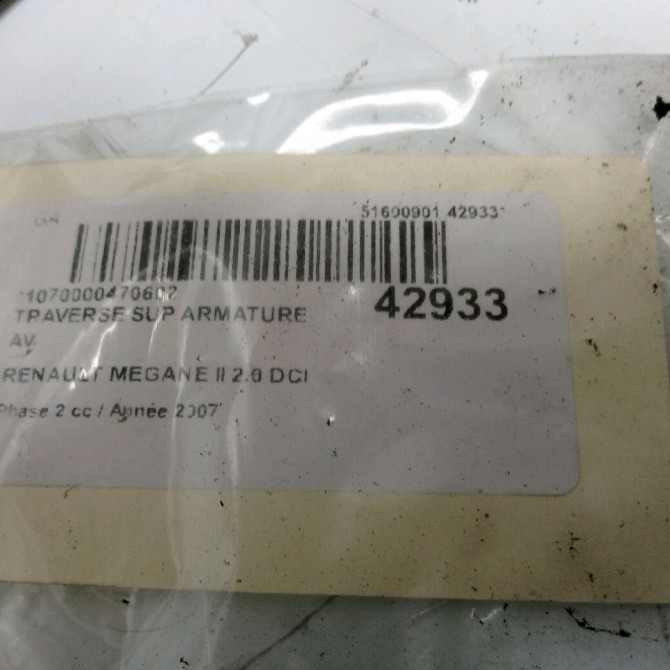 G4
51600901 42933*
*1070000470602
42933
TRAVERSE SUP ARMATURE
AV
RENAULT MEGANE II 2.0 DCI
Phase 2 cc / Année 2007